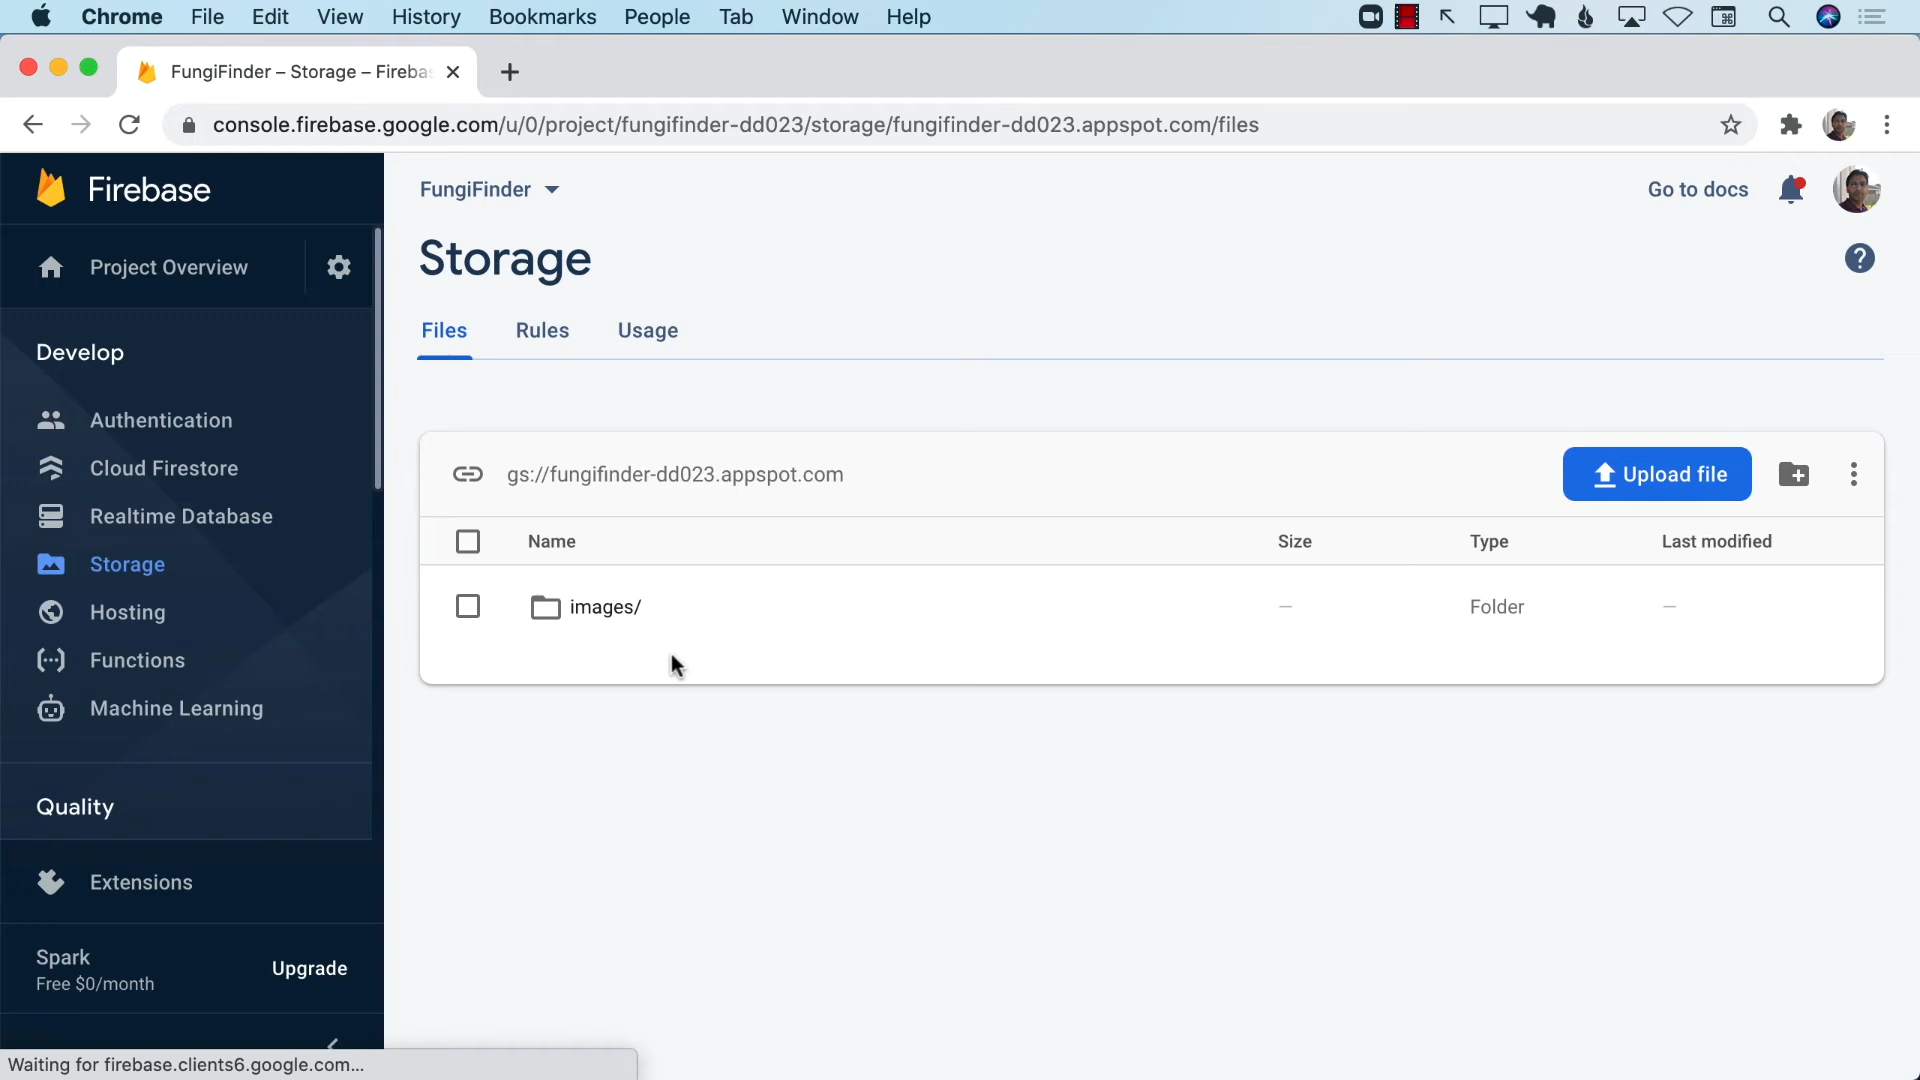 Chrome File Edit View History Bookmarks People Tab Window Help
FungiFinder – Storage – Fireba
console.firebase.google.com/u/0/project/fungifinder-dd023/storage/fungifinder-dd023.appspot.com/files
Firebase
Project Overview
Develop
Authentication
Cloud Firestore
Realtime Database
Storage
Hosting
Functions
Machine Learning
Quality
Extensions
Spark
Free $0/month
Upgrade
FungiFinder
Go to docs
Storage
Files Rules Usage
gs://fungifinder-dd023.appspot.com
Upload file
Name Size Type Last modified
images/ — Folder —
Waiting for firebase.clients6.google.com...